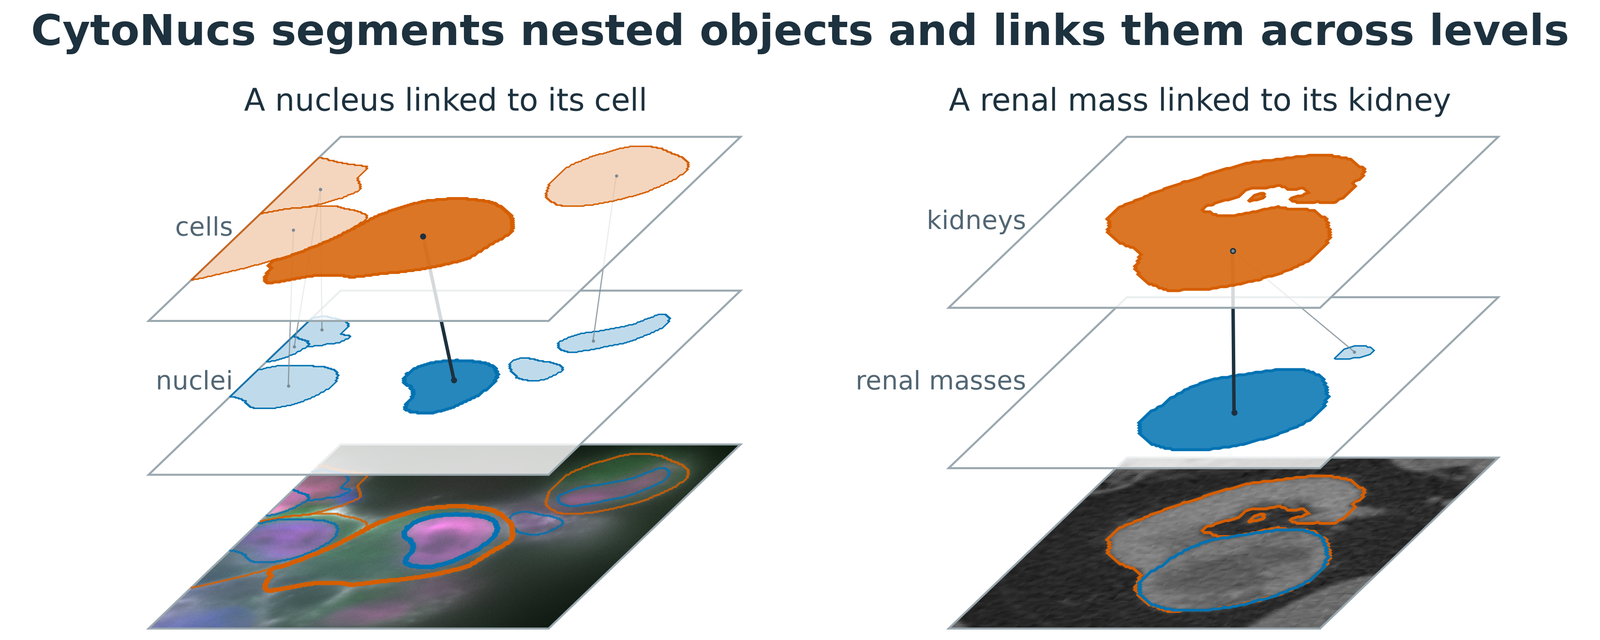 CytoNucs segments nested objects and links them across levels
A nucleus linked to its cell
cells
nuclei
A renal mass linked to its kidney
kidneys
renal masses